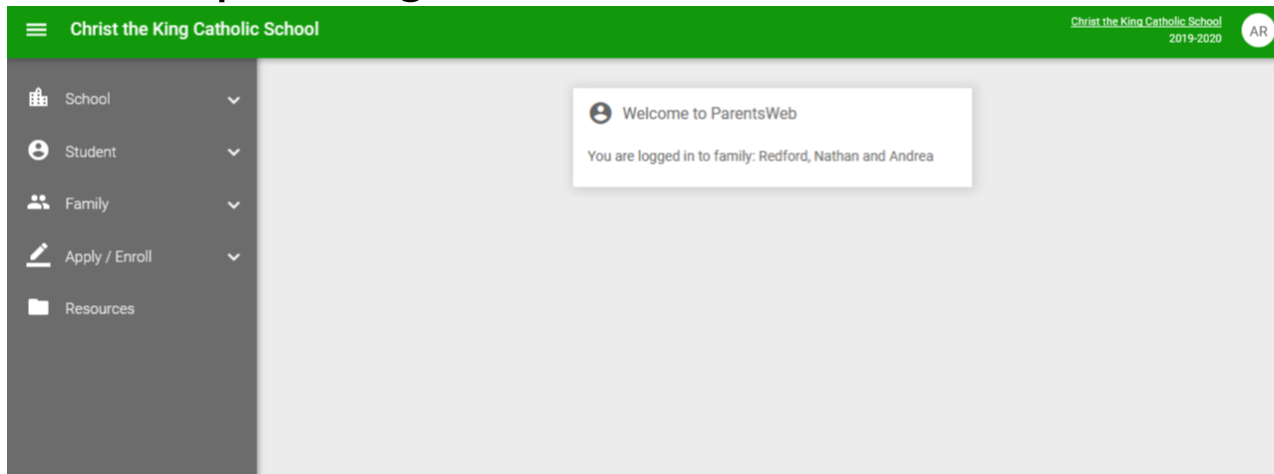 Christ the King Catholic School
Christ the King Catholic School
2019-2020
AR
School
Student
Family
Apply / Enroll
Resources
Welcome to ParentsWeb
You are logged in to family: Redford, Nathan and Andrea